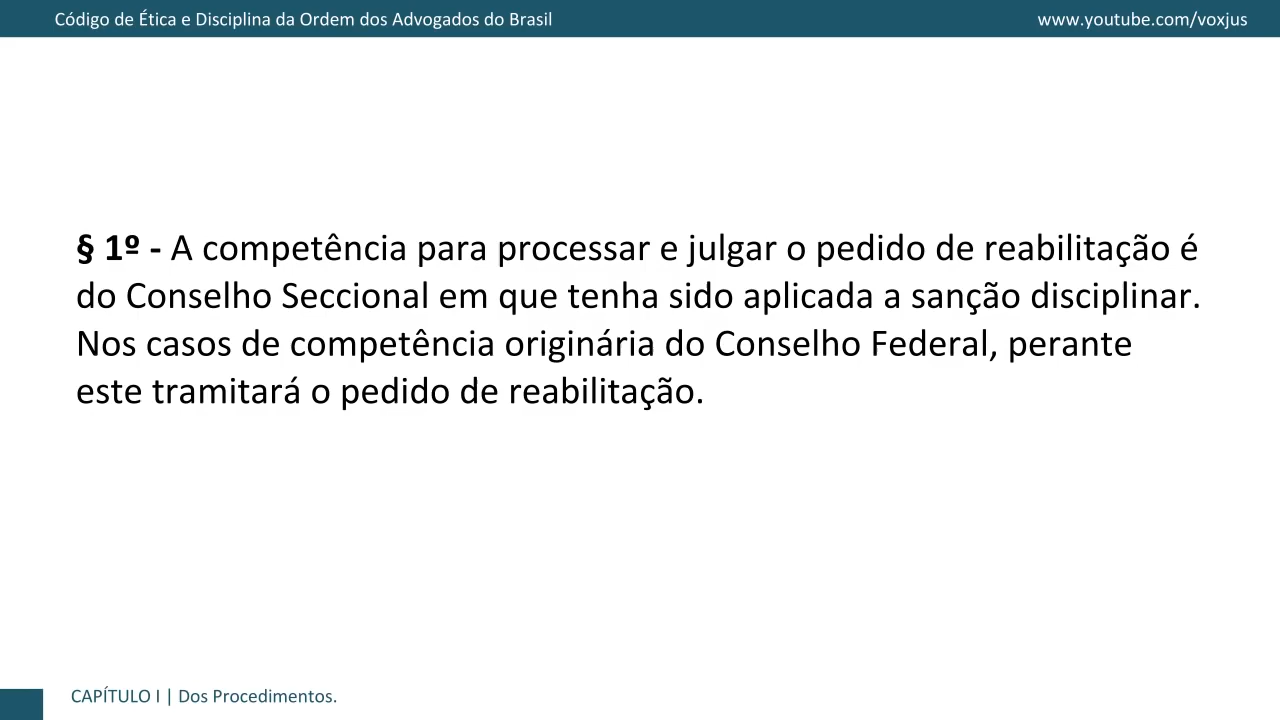 Código de Ética e Disciplina da Ordem dos Advogados do Brasil
www.youtube.com/voxjus
§ 1º - A competência para processar e julgar o pedido de reabilitação é
do Conselho Seccional em que tenha sido aplicada a sanção disciplinar.
Nos casos de competência originária do Conselho Federal, perante
este tramitará o pedido de reabilitação.
CAPÍTULO I | Dos Procedimentos.